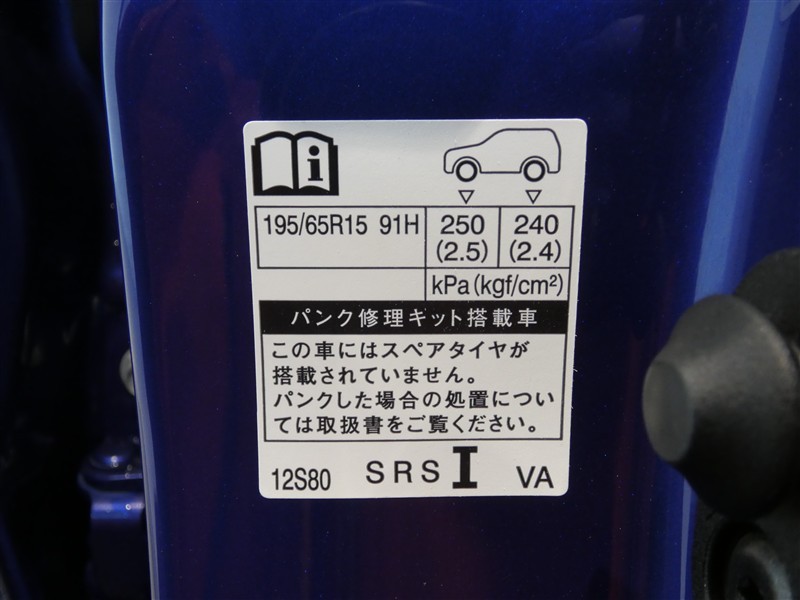 195/65R15 91H 250 240
(2.5) (2.4)
kPa(kgf/cm²)
パンク修理キット搭載車
この車にはスペアタイヤが
搭載されていません。
パンクした場合の処置につい
ては取扱書をご覧ください。
12S80 SRS I VA